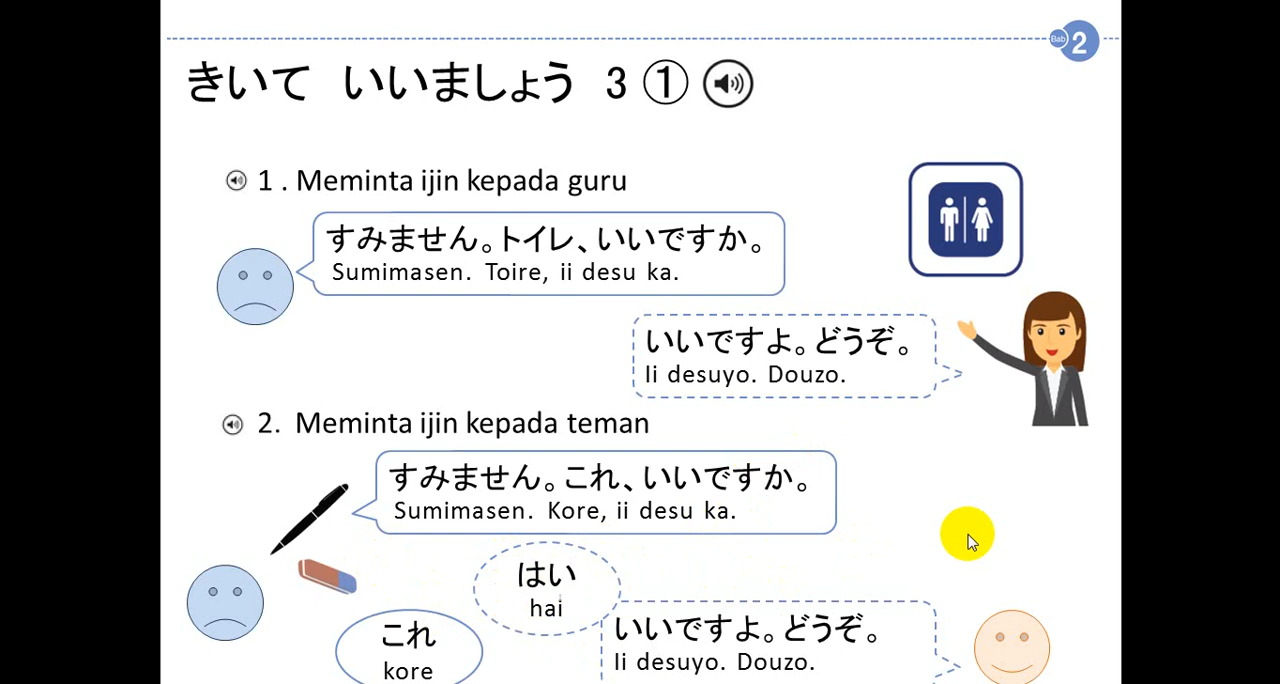 Bab 2
きいて いいましょう 3 ①
1 . Meminta ijin kepada guru
すみません。トイレ、いいですか。
Sumimasen. Toire, ii desu ka.
いいですよ。どうぞ。
Ii desuyo. Douzo.
2. Meminta ijin kepada teman
すみません。これ、いいですか。
Sumimasen. Kore, ii desu ka.
はい
hai
これ
kore
いいですよ。どうぞ。
Ii desuyo. Douzo.